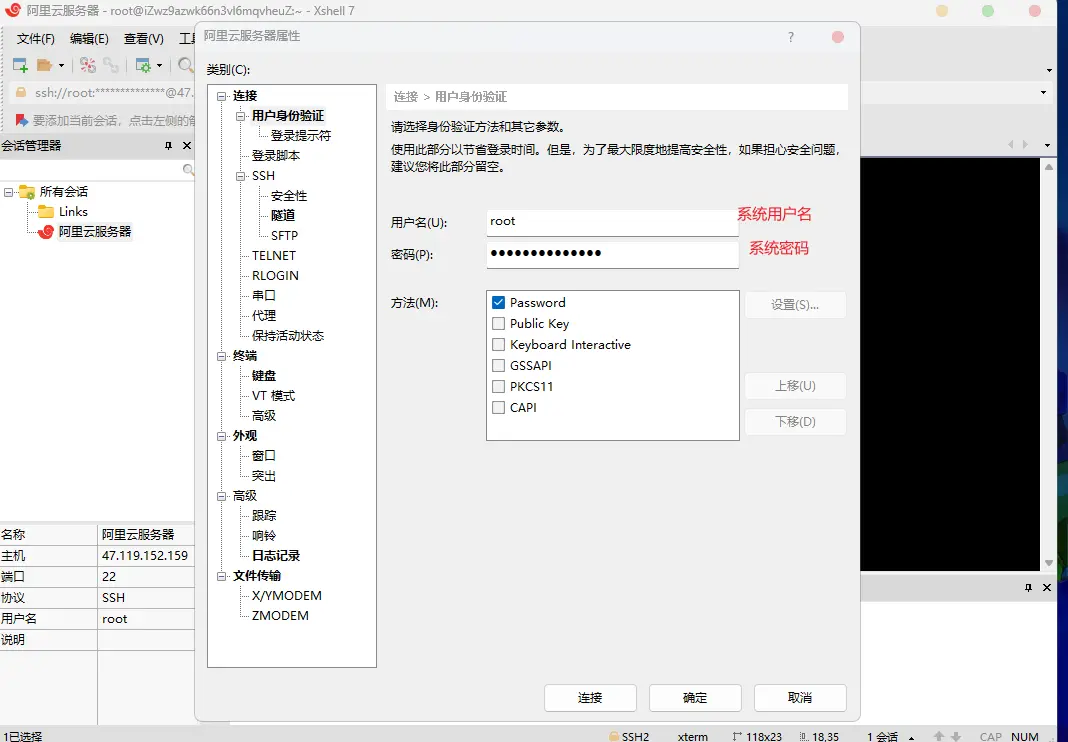 阿里云服务器 - root@iZwz9azwk66n3vl6mqvheuZ:~ - Xshell 7
文件(F) 编辑(E) 查看(V)
ssh://root:**************@47.
要添加当前会话，点击左侧的
会话管理器
所有会话
Links
阿里云服务器
名称 阿里云服务器
主机 47.119.152.159
端口 22
协议 SSH
用户名 root
说明
阿里云服务器属性
?
类别(C):
连接
用户身份验证
登录提示符
登录脚本
SSH
安全性
隧道
SFTP
TELNET
RLOGIN
串口
代理
保持活动状态
终端
键盘
VT 模式
高级
外观
窗口
突出
高级
跟踪
响铃
日志记录
文件传输
X/YMODEM
ZMODEM
连接 > 用户身份验证
请选择身份验证方法和其它参数。
使用此部分以节省登录时间。但是，为了最大限度地提高安全性，如果担心安全问题，
建议您将此部分留空。
用户名(U): root 系统用户名
密码(P): ●●●●●●●●●●●●●● 系统密码
方法(M):
Password
Public Key
Keyboard Interactive
GSSAPI
PKCS11
CAPI
设置(S)...
上移(U)
下移(D)
连接 确定 取消
1已选择 SSH2 xterm 118x23 18,35 1 会话 CAP NUM